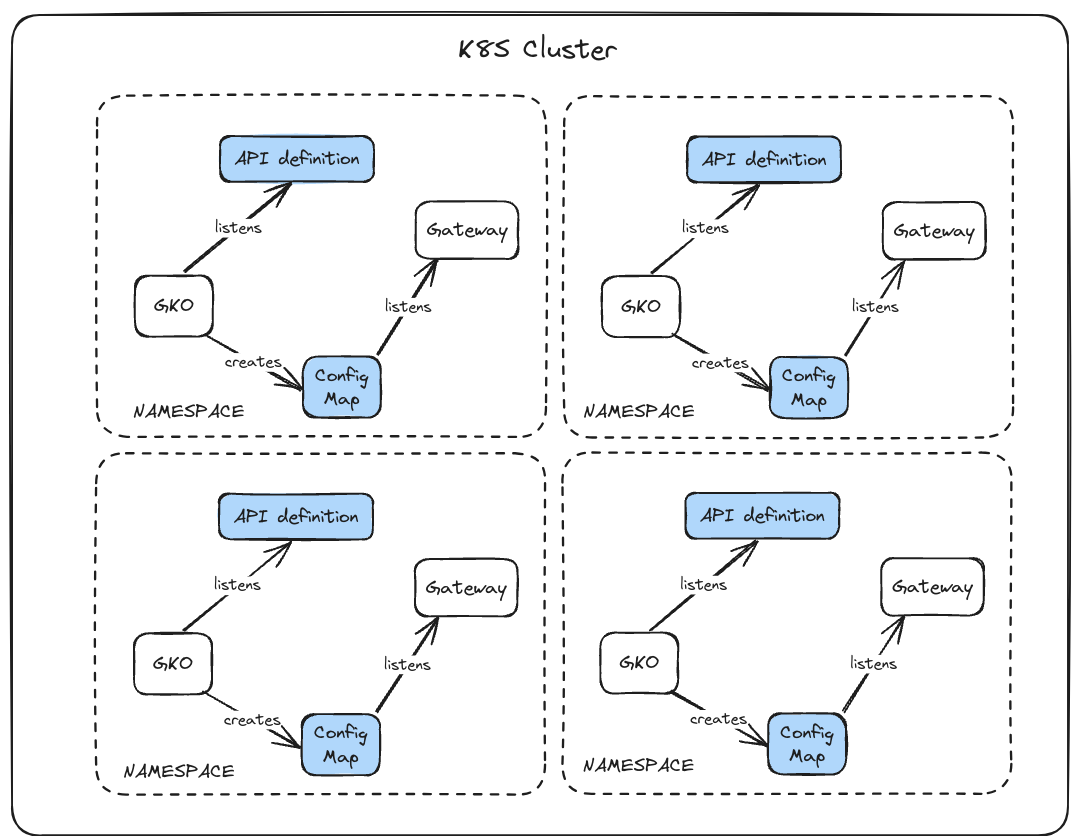 K8S Cluster
API definition
listens
Gateway
GKO
listens
creates
Config
Map
NAMESPACE
API definition
listens
Gateway
GKO
listens
creates
Config
Map
NAMESPACE
API definition
listens
Gateway
GKO
listens
creates
Config
Map
NAMESPACE
API definition
listens
Gateway
GKO
listens
creates
Config
Map
NAMESPACE